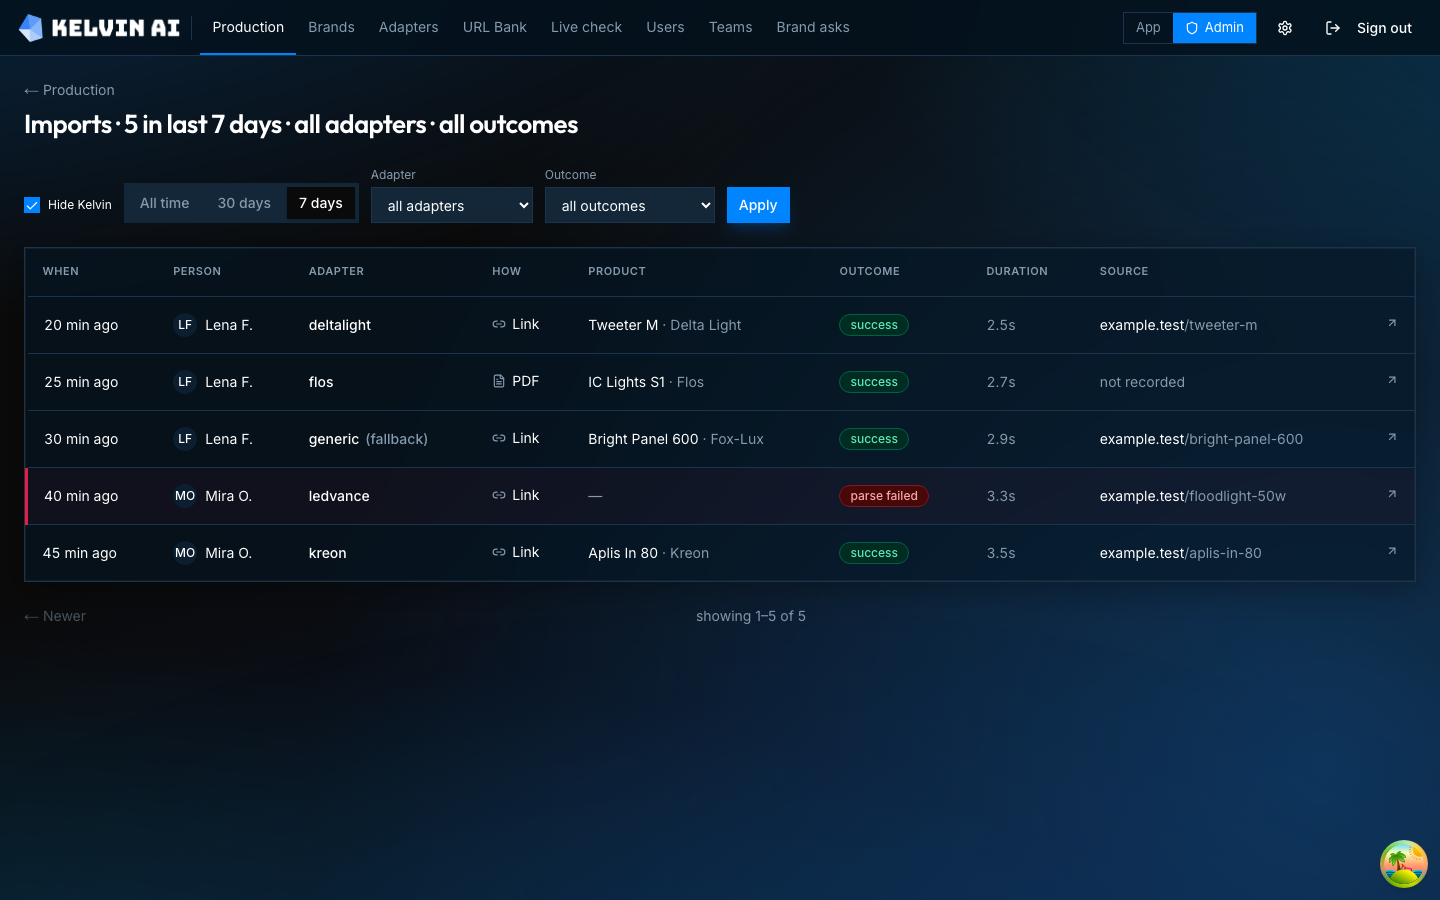 KELVIN AI Production Brands Adapters URL Bank Live check Users Teams Brand asks App Admin Sign out
← Production
Imports · 5 in last 7 days · all adapters · all outcomes
Adapter Outcome
Hide Kelvin All time 30 days 7 days all adapters all outcomes Apply
WHEN PERSON ADAPTER HOW PRODUCT OUTCOME DURATION SOURCE
20 min ago LF Lena F. deltalight Link Tweeter M · Delta Light success 2.5s example.test/tweeter-m
25 min ago LF Lena F. flos PDF IC Lights S1 · Flos success 2.7s not recorded
30 min ago LF Lena F. generic (fallback) Link Bright Panel 600 · Fox-Lux success 2.9s example.test/bright-panel-600
40 min ago MO Mira O. ledvance Link — parse failed 3.3s example.test/floodlight-50w
45 min ago MO Mira O. kreon Link Aplis In 80 · Kreon success 3.5s example.test/aplis-in-80
← Newer showing 1–5 of 5